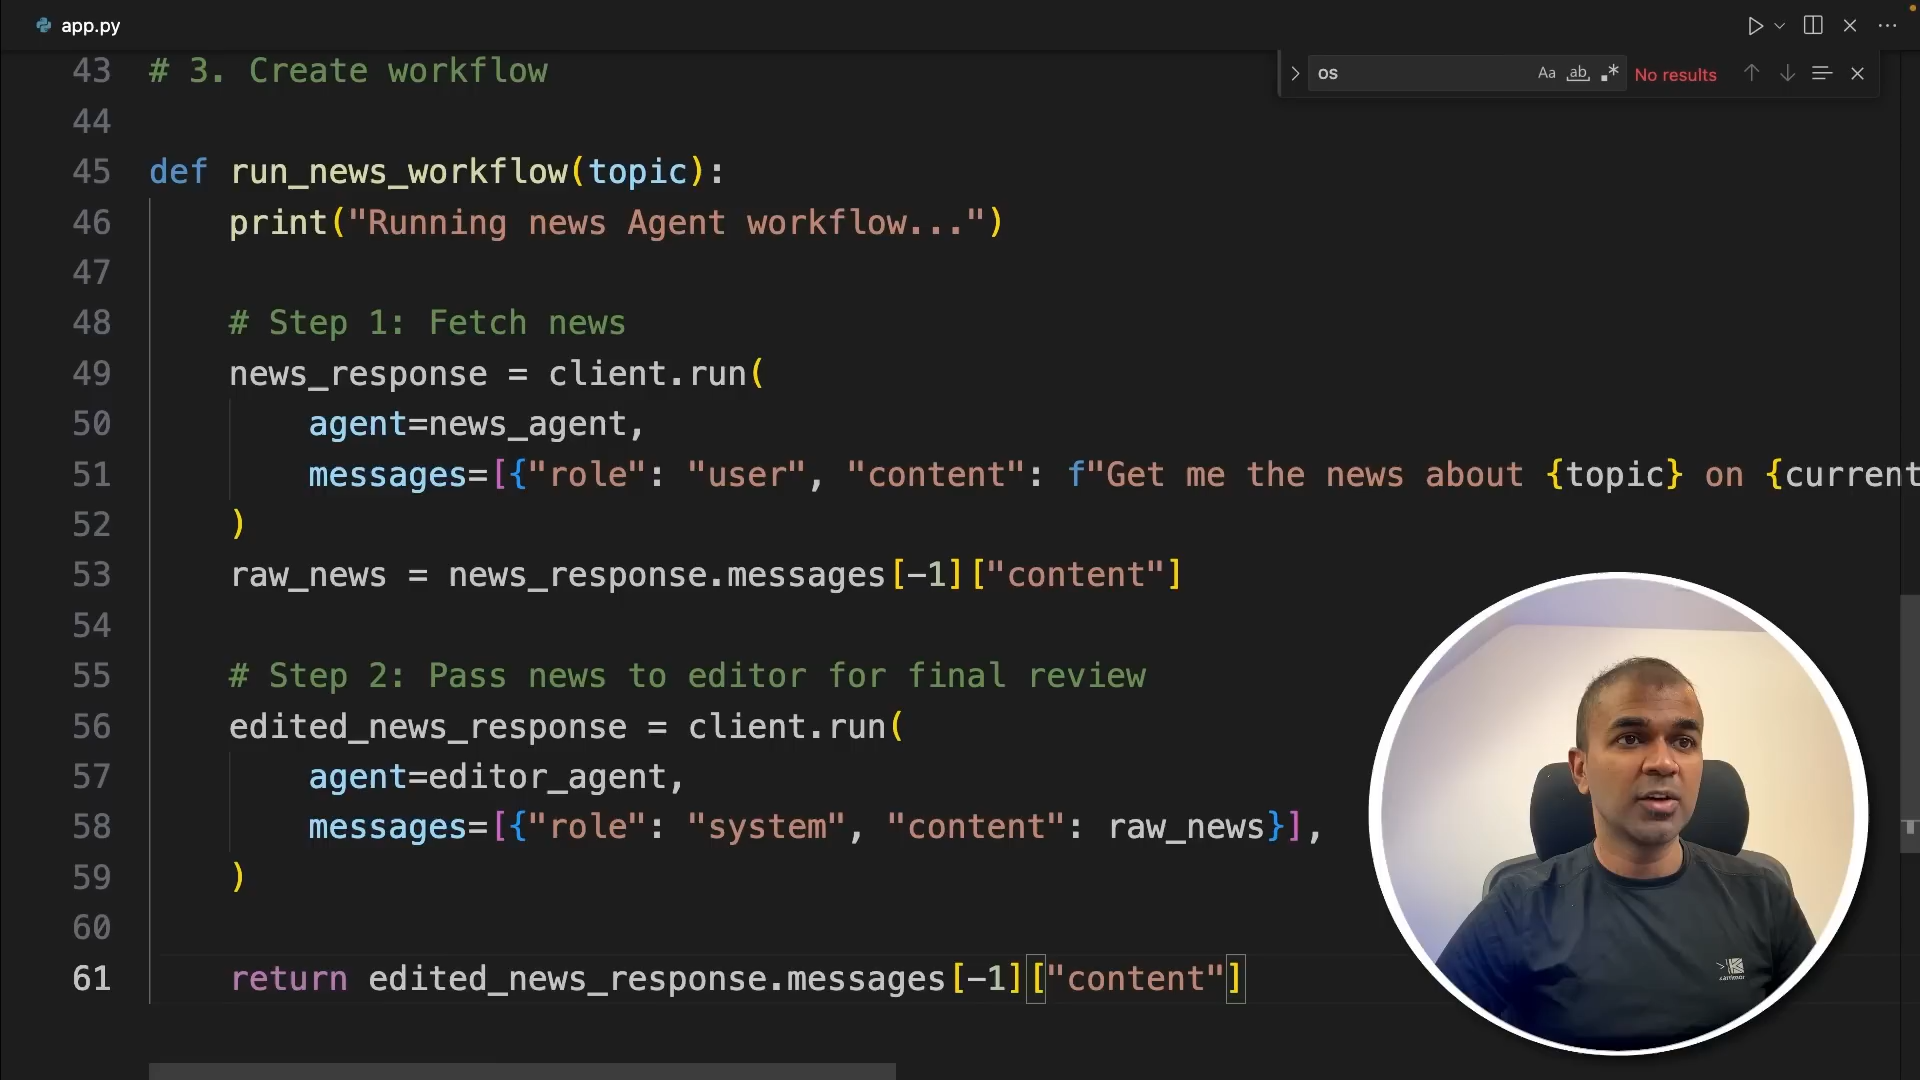 app.py
os
Aa
ab
.*
No results
43 # 3. Create workflow
44
45 def run_news_workflow(topic):
46 print("Running news Agent workflow...")
47
48 # Step 1: Fetch news
49 news_response = client.run(
50 agent=news_agent,
51 messages=[{"role": "user", "content": f"Get me the news about {topic} on {current
52 )
53 raw_news = news_response.messages[-1]["content"]
54
55 # Step 2: Pass news to editor for final review
56 edited_news_response = client.run(
57 agent=editor_agent,
58 messages=[{"role": "system", "content": raw_news}],
59 )
60
61 return edited_news_response.messages[-1]["content"]